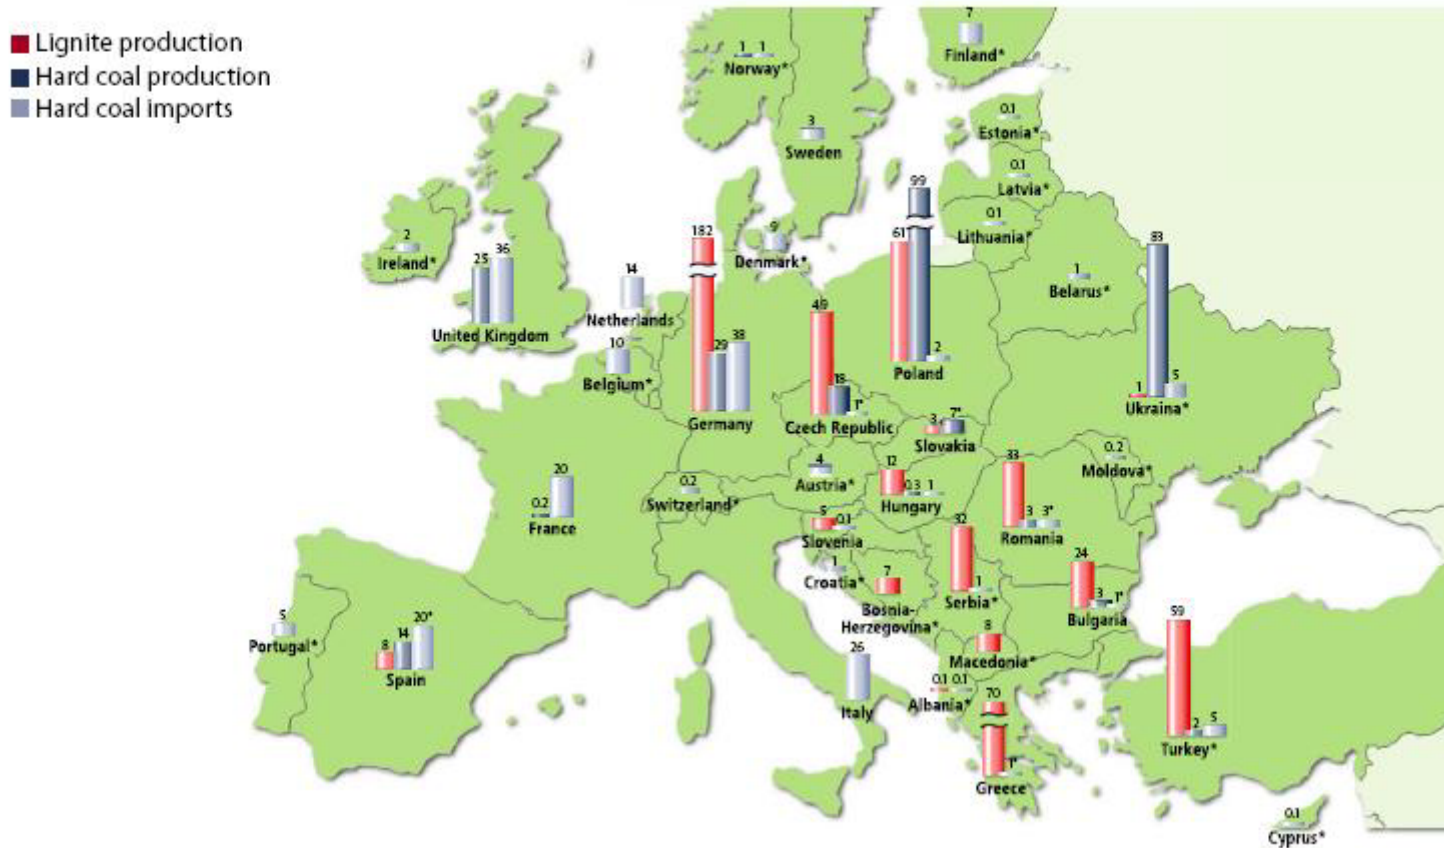 Lignite production
Hard coal production
Hard coal imports
7
Finland*
1 1
Norway*
3
Sweden
0.1
Estonia*
0.1
Latvia*
0.1
Lithuania*
2
Ireland*
25 36
United Kingdom
14
Netherlands
10
Belgium*
182
29 38
Germany
9
Denmark*
61 99
2
Poland
1
Belarus*
83
1 5
Ukraina*
49
18
1*
Czech Republic
3 7*
Slovakia
0.2 20
France
0.2
Switzerland*
4
Austria*
12
0.3 1
Hungary
33
3 3*
Romania
0.2
Moldova*
5 0.1
Slovenia
1
Croatia*
7
Bosnia-
Herzegovina*
32
1
Serbia*
24
3 1*
Bulgaria
5
Portugal*
8 14 20*
Spain
26
Italy
8
Macedonia*
0.1 0.1
Albania*
70
1*
Greece
59
2 5
Turkey*
0.1
Cyprus*